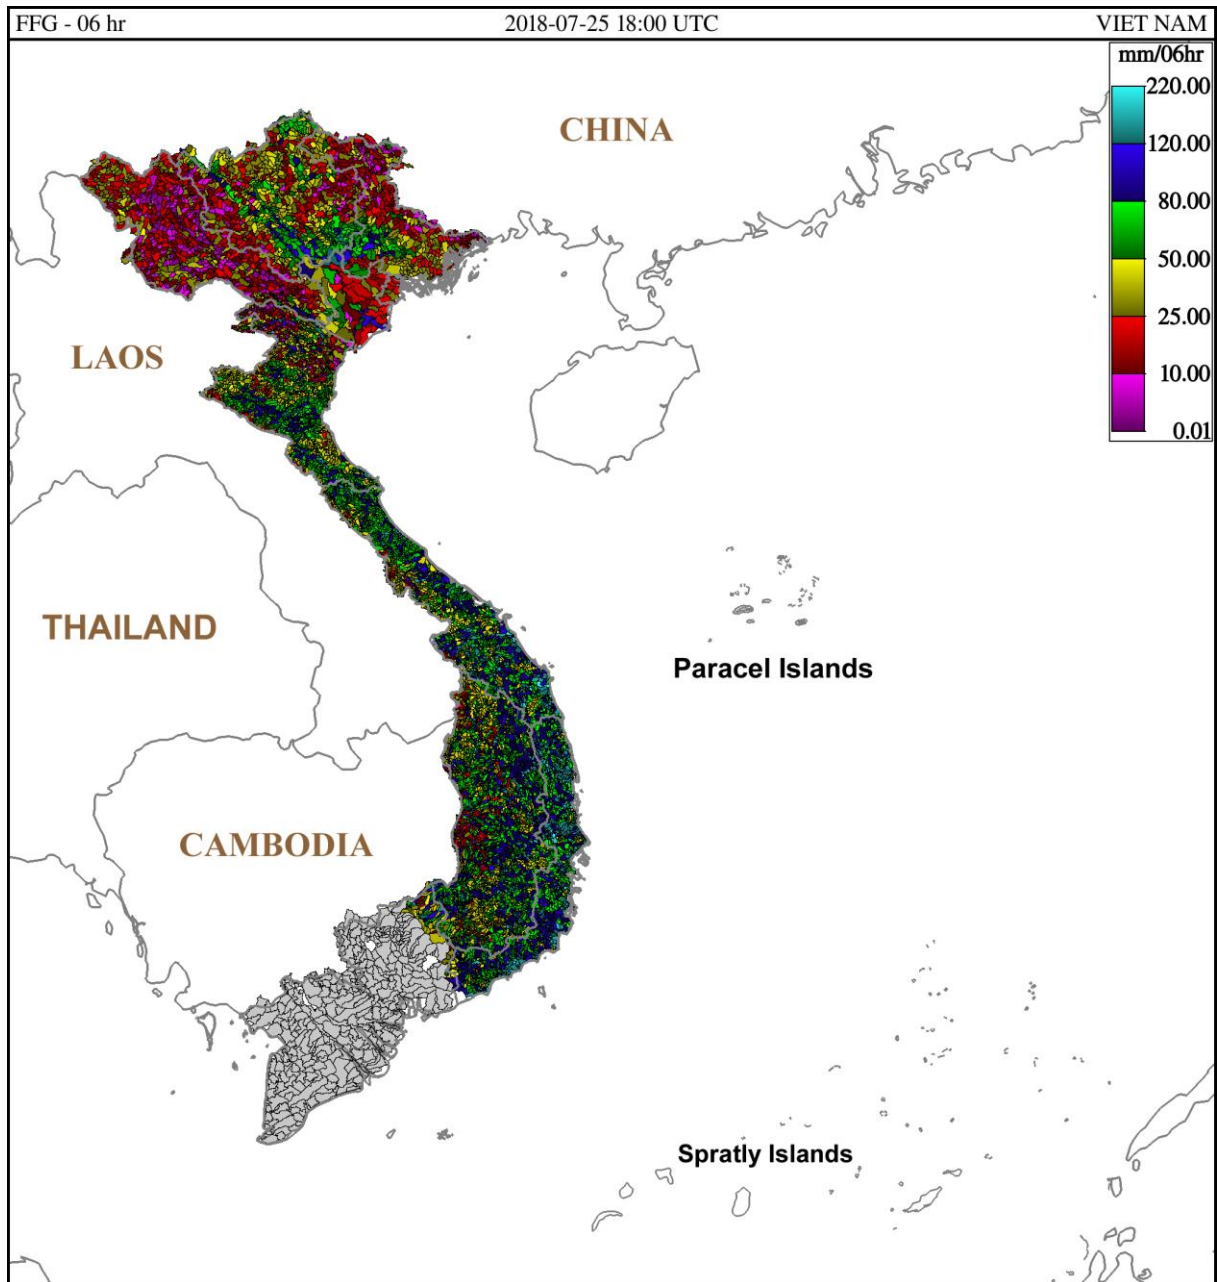 FFG - 06 hr
2018-07-25 18:00 UTC
VIET NAM
mm/06hr
220.00
120.00
80.00
50.00
25.00
10.00
0.01
CHINA
LAOS
THAILAND
Paracel Islands
CAMBODIA
Spratly Islands